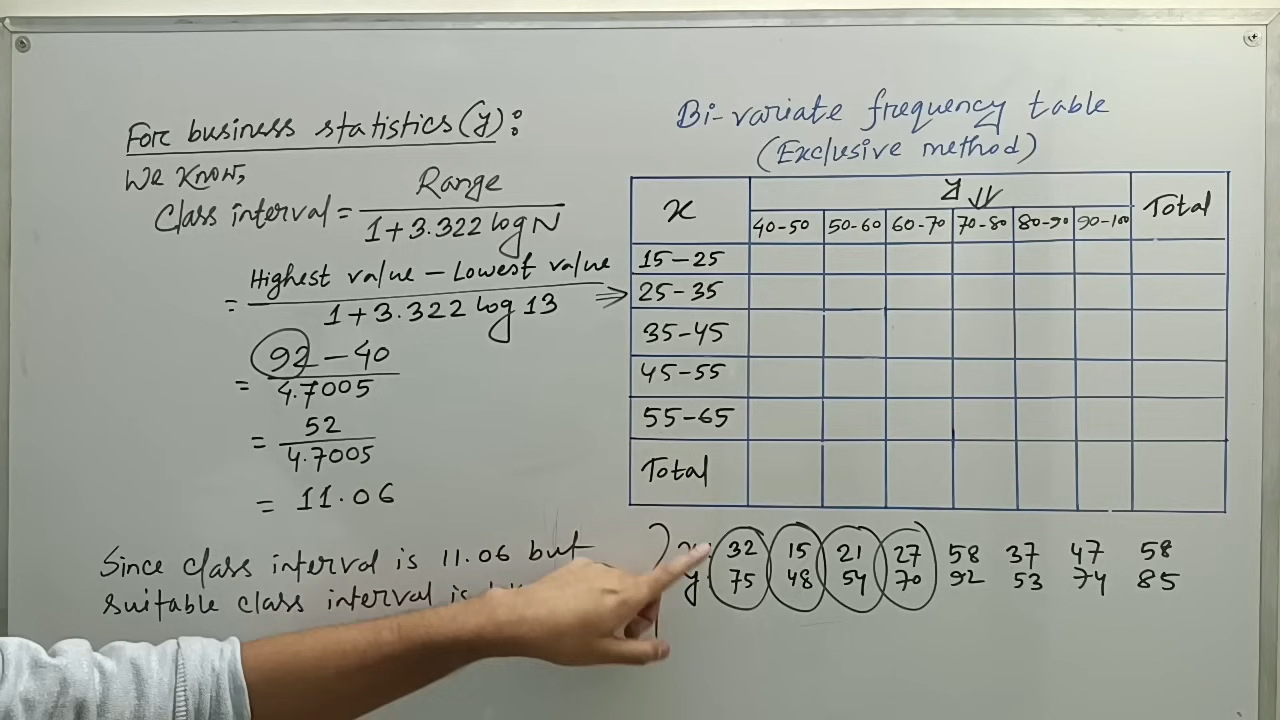 For business statistics (y):
We know,
Class interval = Range / 1+3.322 log N
= Highest value − Lowest value / 1+3.322 log 13
= 92 − 40 / 4.7005
= 52 / 4.7005
= 11.06
Since class interval is 11.06 but
suitable class interval is
Bi-variate frequency table
(Exclusive method)
x y Total
40-50 50-60 60-70 70-80 80-90 90-100
15-25
25-35
35-45
45-55
55-65
Total
x: 32 15 21 27 58 37 47 58
y: 75 48 54 70 92 53 74 85